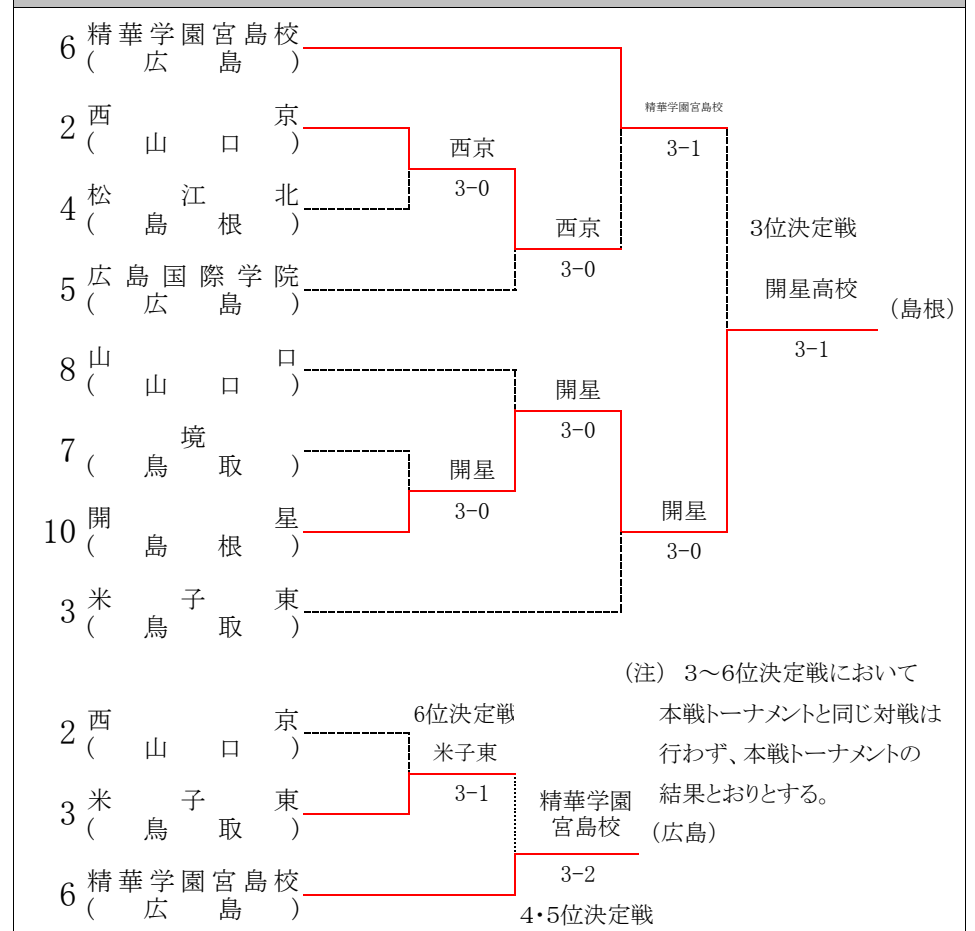 6 精華学園宮島校
(広島)
精華学園宮島校
2 西京
(山口)
西京
3-1
3-0
4 松江北
(島根)
西京
3位決定戦
3-0
5 広島国際学院
(広島)
開星高校
(島根)
3-1
8 山口
(山口)
開星
3-0
7 境
(鳥取)
開星
3-0
10 開星
(島根)
開星
3-0
3 米子東
(鳥取)
(注) 3~6位決定戦において
本戦トーナメントと同じ対戦は
行わず、本戦トーナメントの
結果とおりとする。
2 西京
(山口)
6位決定戦
米子東
3-1
3 米子東
(鳥取)
精華学園
宮島校
(広島)
3-2
6 精華学園宮島校
(広島)
4・5位決定戦